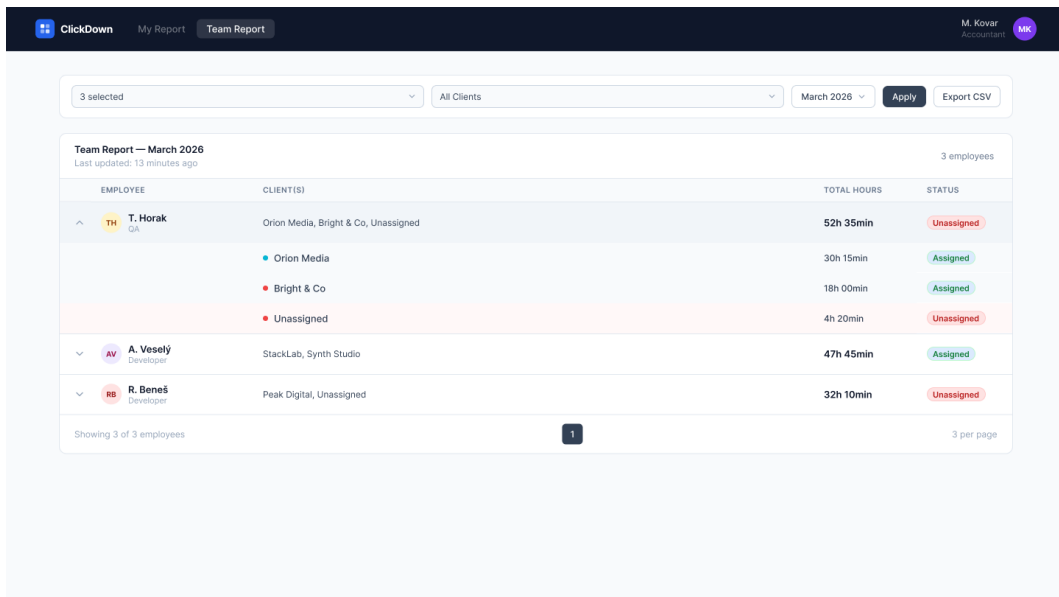 ClickDown My Report Team Report M. Kovar
Accountant MK
3 selected All Clients March 2026 Apply Export CSV
Team Report — March 2026
Last updated: 13 minutes ago
3 employees
EMPLOYEE CLIENT(S) TOTAL HOURS STATUS
TH T. Horak Orion Media, Bright & Co, Unassigned 52h 35min Unassigned
QA
Orion Media 30h 15min Assigned
Bright & Co 18h 00min Assigned
Unassigned 4h 20min Unassigned
AV A. Veselý StackLab, Synth Studio 47h 45min Assigned
Developer
RB R. Beneš Peak Digital, Unassigned 32h 10min Unassigned
Developer
Showing 3 of 3 employees 1 3 per page